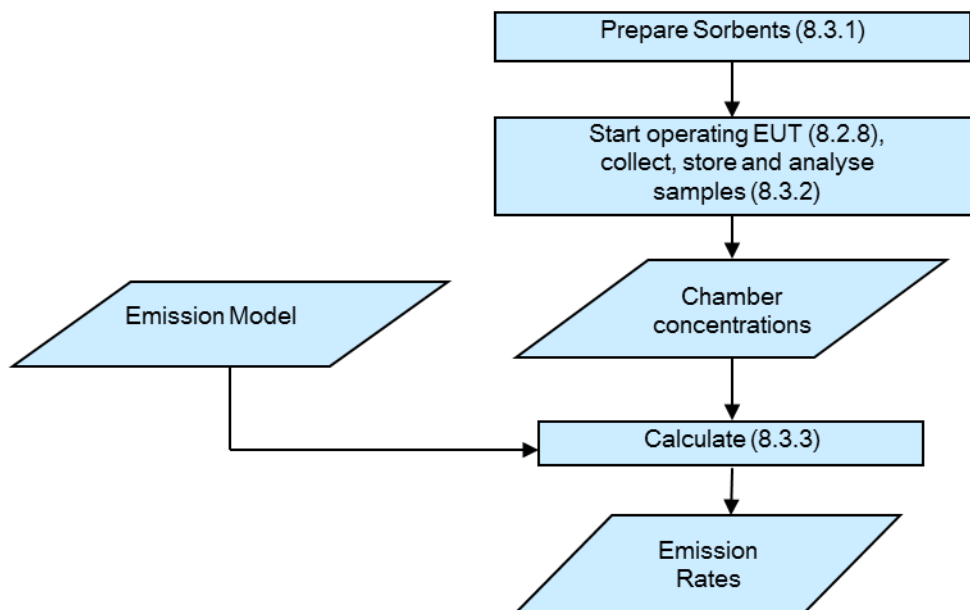 Prepare Sorbents (8.3.1)
Start operating EUT (8.2.8),
collect, store and analyse
samples (8.3.2)
Emission Model
Chamber
concentrations
Calculate (8.3.3)
Emission
Rates